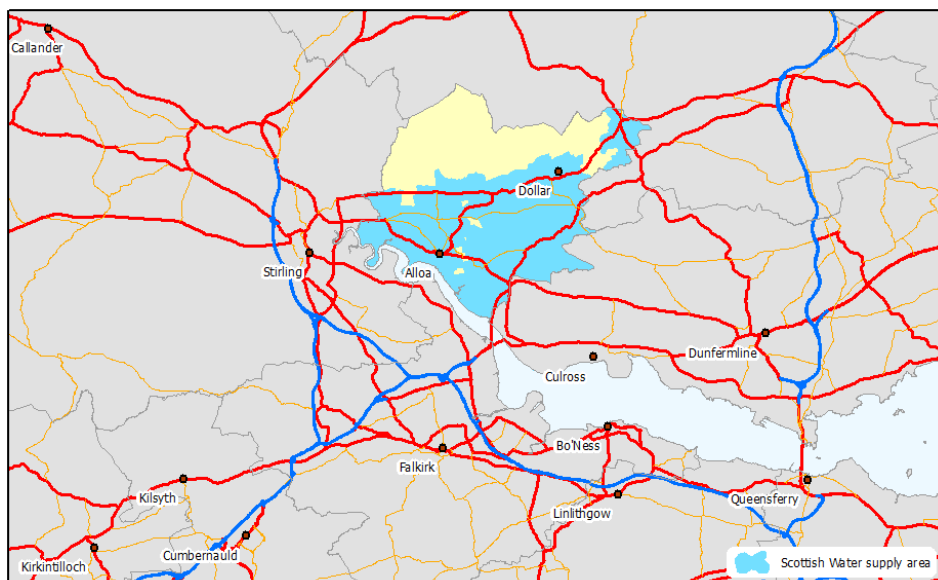 Callander
Dollar
Stirling
Alloa
Dunfermline
Culross
Bo'Ness
Falkirk
Kilsyth
Queensferry
Linlithgow
Cumbernauld
Kirkintilloch
Scottish Water supply area